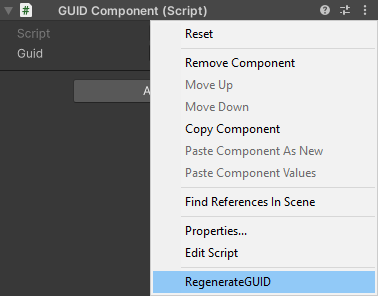 # GUID Component (Script)
Script
Guid
A
Reset
Remove Component
Move Up
Move Down
Copy Component
Paste Component As New
Paste Component Values
Find References In Scene
Properties...
Edit Script
RegenerateGUID